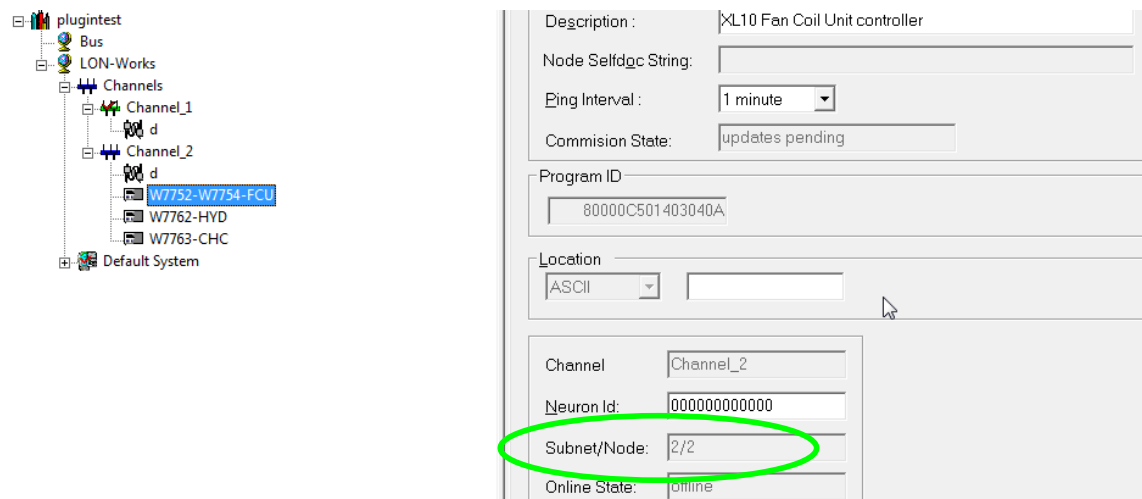 plugintest
Bus
LON-Works
Channels
Channel_1
d
Channel_2
d
W7752-W7754-FCU
W7762-HYD
W7763-CHC
Default System
Description :
XL10 Fan Coil Unit controller
Node Selfdoc String:
Ping Interval :
1 minute
Commision State:
updates pending
Program ID
80000C501403040A
Location
ASCII
Channel
Channel_2
Neuron Id:
000000000000
Subnet/Node:
2/2
Online State:
offline